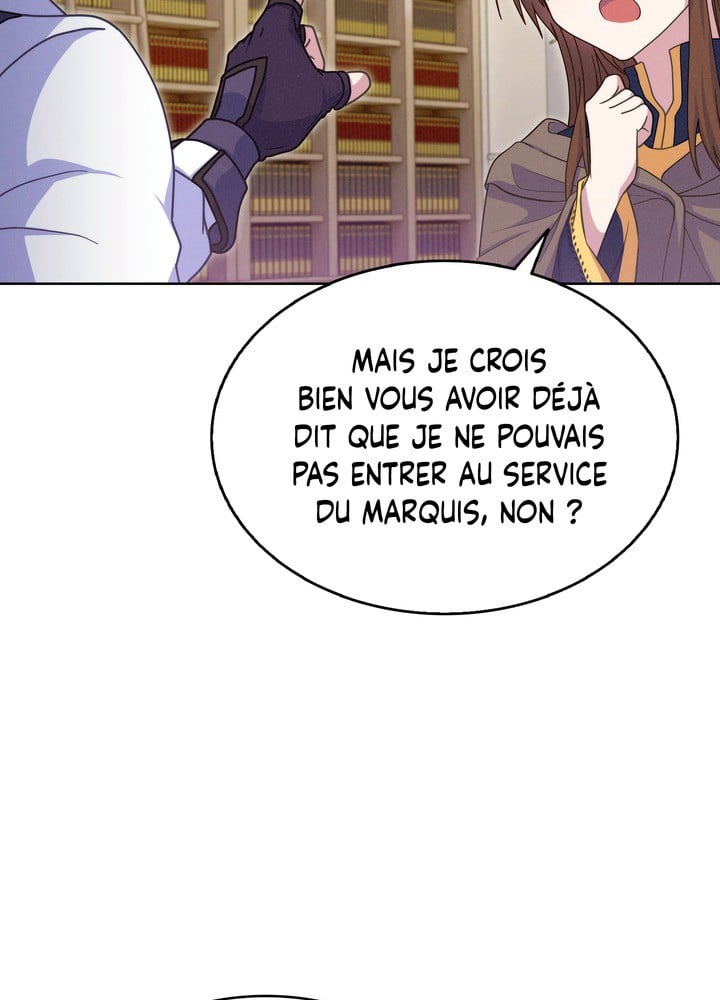 MAIS JE CROIS
BIEN VOUS AVOIR DÉJÀ
DIT QUE JE NE POUVAIS
PAS ENTRER AU SERVICE
DU MARQUIS, NON ?